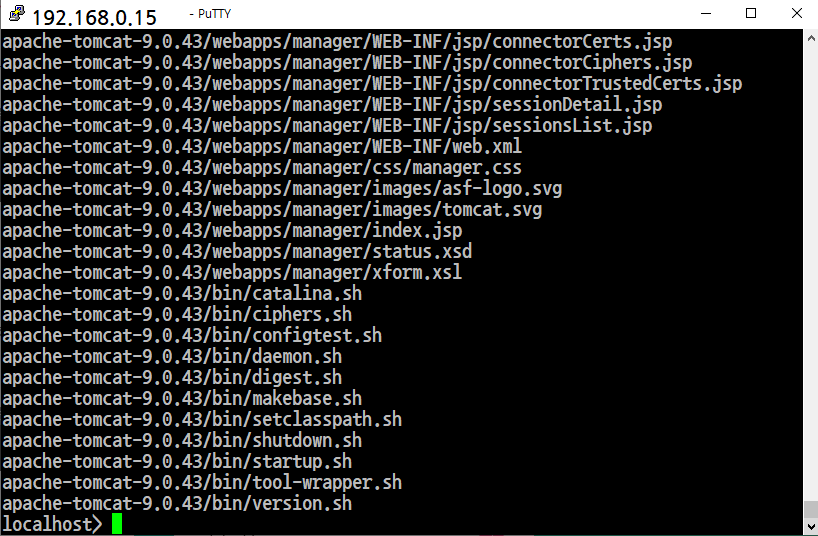 192.168.0.15 - PuTTY
apache-tomcat-9.0.43/webapps/manager/WEB-INF/jsp/connectorCerts.jsp
apache-tomcat-9.0.43/webapps/manager/WEB-INF/jsp/connectorCiphers.jsp
apache-tomcat-9.0.43/webapps/manager/WEB-INF/jsp/connectorTrustedCerts.jsp
apache-tomcat-9.0.43/webapps/manager/WEB-INF/jsp/sessionDetail.jsp
apache-tomcat-9.0.43/webapps/manager/WEB-INF/jsp/sessionsList.jsp
apache-tomcat-9.0.43/webapps/manager/WEB-INF/web.xml
apache-tomcat-9.0.43/webapps/manager/css/manager.css
apache-tomcat-9.0.43/webapps/manager/images/asf-logo.svg
apache-tomcat-9.0.43/webapps/manager/images/tomcat.svg
apache-tomcat-9.0.43/webapps/manager/index.jsp
apache-tomcat-9.0.43/webapps/manager/status.xsd
apache-tomcat-9.0.43/webapps/manager/xform.xsl
apache-tomcat-9.0.43/bin/catalina.sh
apache-tomcat-9.0.43/bin/ciphers.sh
apache-tomcat-9.0.43/bin/configtest.sh
apache-tomcat-9.0.43/bin/daemon.sh
apache-tomcat-9.0.43/bin/digest.sh
apache-tomcat-9.0.43/bin/makebase.sh
apache-tomcat-9.0.43/bin/setclasspath.sh
apache-tomcat-9.0.43/bin/shutdown.sh
apache-tomcat-9.0.43/bin/startup.sh
apache-tomcat-9.0.43/bin/tool-wrapper.sh
apache-tomcat-9.0.43/bin/version.sh
localhost>